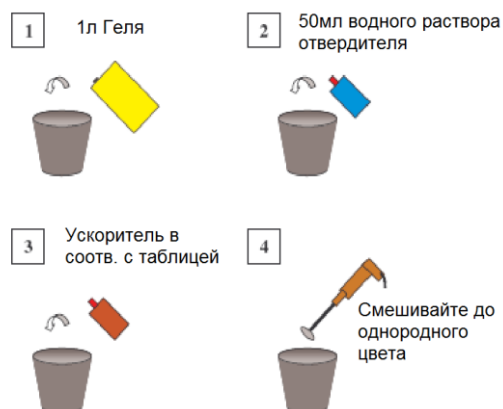 1
1л Геля
2
50мл водного раствора
отвердителя
3
Ускоритель в
соотв. с таблицей
4
Смешивайте до
однородного
цвета